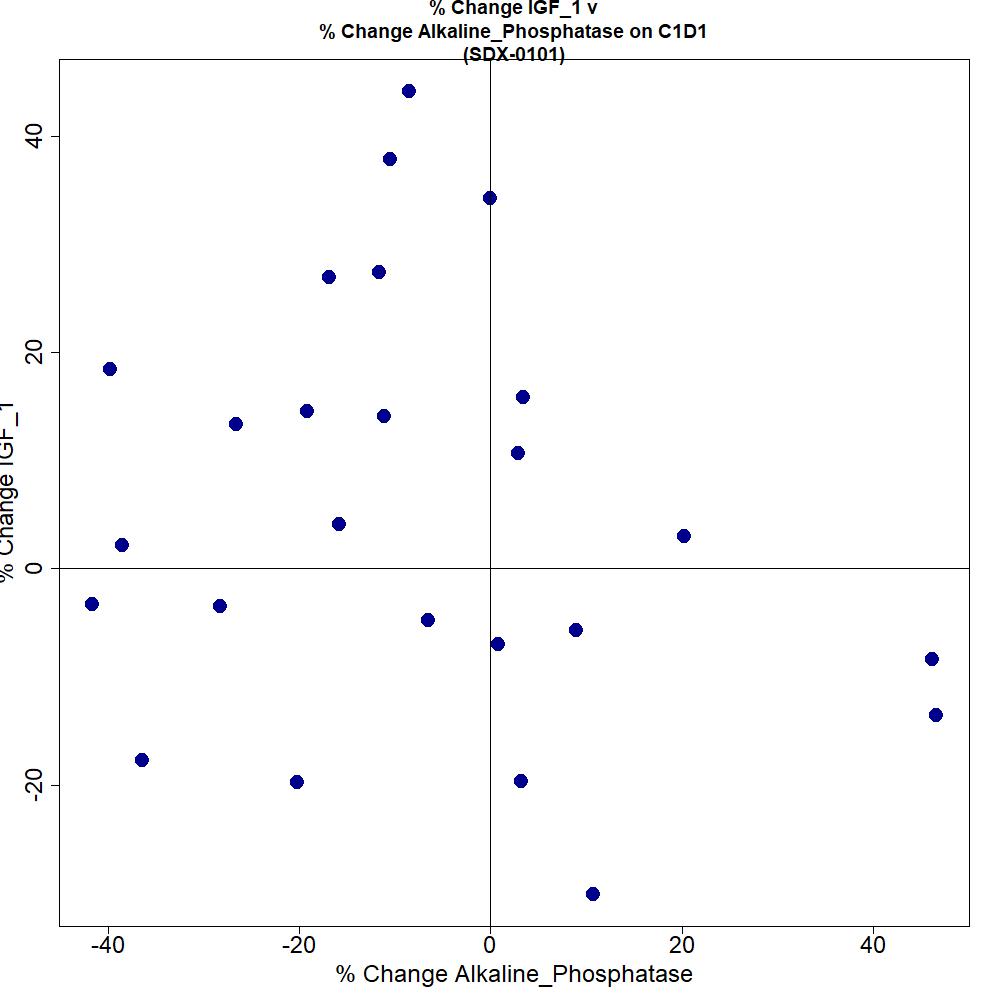 % Change IGF_1 v
% Change Alkaline_Phosphatase on C1D1
(SDX-0101)
% Change IGF_1
40
20
0
-20
-40
-20
0
20
40
% Change Alkaline_Phosphatase